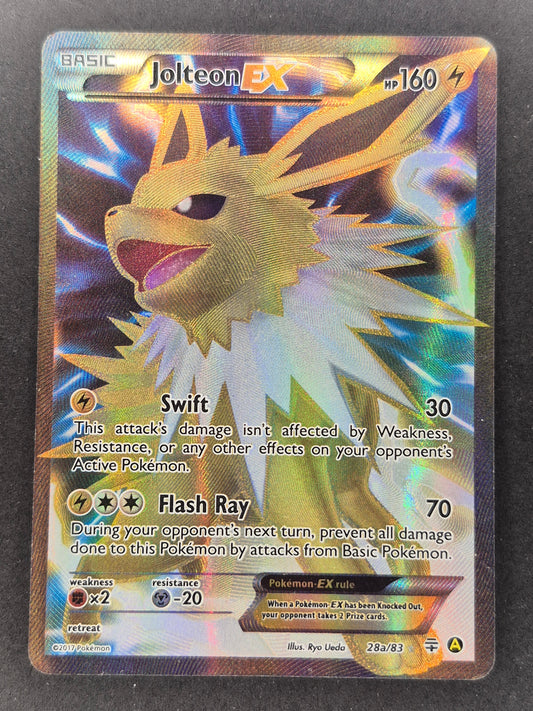 BASIC
Jolteon EX
HP160
Swift 30
This attack's damage isn't affected by Weakness,
Resistance, or any other effects on your opponent's
Active Pokémon.
Flash Ray 70
During your opponent's next turn, prevent all damage
done to this Pokémon by attacks from Basic Pokémon.
weakness resistance
×2 -20
retreat
Pokémon-EX rule
When a Pokémon-EX has been Knocked Out,
your opponent takes 2 Prize cards.
©2017 Pokémon
Illus. Ryo Ueda 28a/83 A